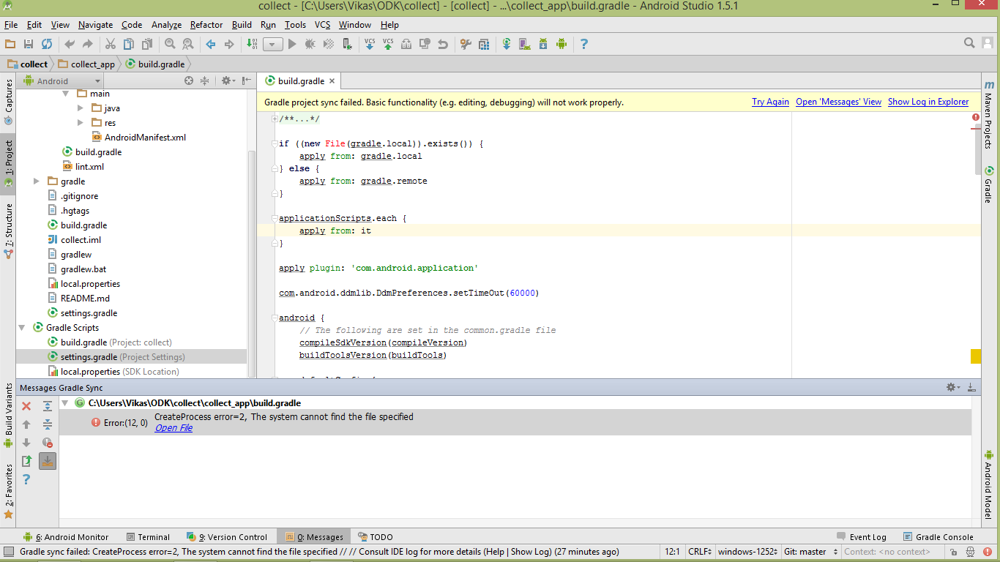 collect - [C:\Users\Vikas\ODK\collect] - [collect] - ...\collect_app\build.gradle - Android Studio 1.5.1
File Edit View Navigate Code Analyze Refactor Build Run Tools VCS Window Help
collect collect_app build.gradle
Android
build.gradle
Captures
1: Project
7: Structure
Build Variants
2: Favorites
main
java
res
AndroidManifest.xml
build.gradle
lint.xml
gradle
.gitignore
.hgtags
build.gradle
collect.iml
gradlew
gradlew.bat
local.properties
README.md
settings.gradle
Gradle Scripts
build.gradle (Project: collect)
settings.gradle (Project Settings)
local.properties (SDK Location)
Gradle project sync failed. Basic functionality (e.g. editing, debugging) will not work properly. Try Again Open 'Messages' View Show Log in Explorer
/**...*/
if ((new File(gradle.local)).exists()) {
apply from: gradle.local
} else {
apply from: gradle.remote
}
applicationScripts.each {
apply from: it
}
apply plugin: 'com.android.application'
com.android.ddmlib.DdmPreferences.setTimeOut(60000)
android {
// The following are set in the common.gradle file
compileSdkVersion(compileVersion)
buildToolsVersion(buildTools)
Maven Projects
Gradle
Android Model
Messages Gradle Sync
C:\Users\Vikas\ODK\collect\collect_app\build.gradle
Error:(12, 0) CreateProcess error=2, The system cannot find the file specified
Open File
6: Android Monitor Terminal 9: Version Control 0: Messages TODO Event Log Gradle Console
Gradle sync failed: CreateProcess error=2, The system cannot find the file specified // // Consult IDE log for more details (Help | Show Log) (27 minutes ago) 12:1 CRLF windows-1252 Git: master Context: <no context>